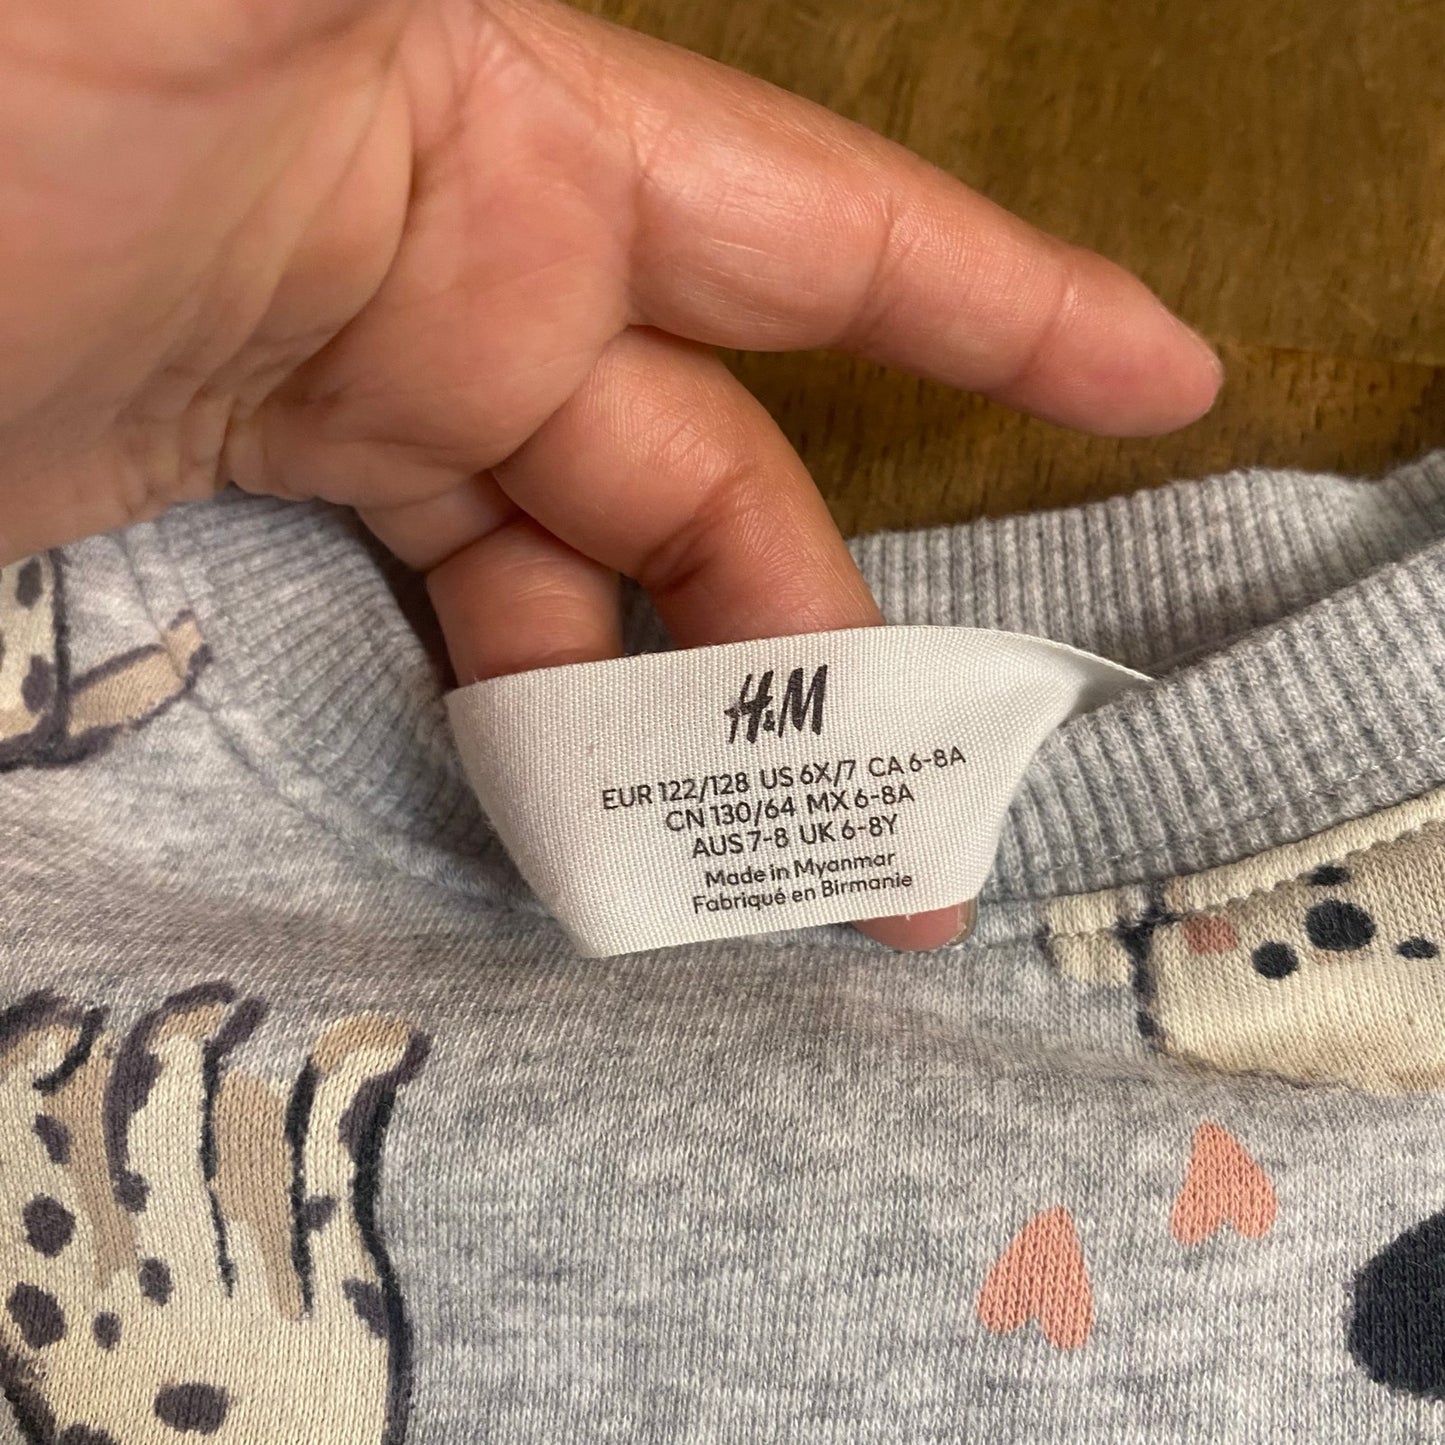 H&M
EUR 122/128 US 6X/7 CA 6-8A
CN 130/64 MX 6-8A
AUS 7-8 UK 6-8Y
Made in Myanmar
Fabriqué en Birmanie